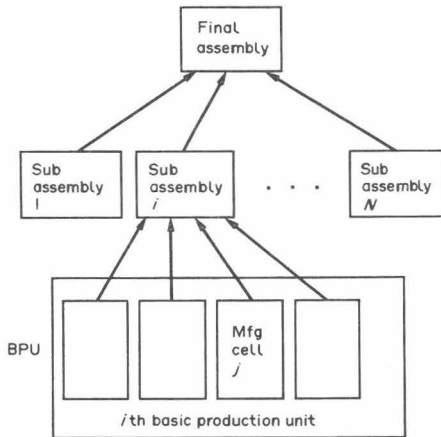 Final
assembly
Sub
assembly
1
Sub
assembly
i
. . .
Sub
assembly
N
BPU
Mfg
cell
j
ith basic production unit